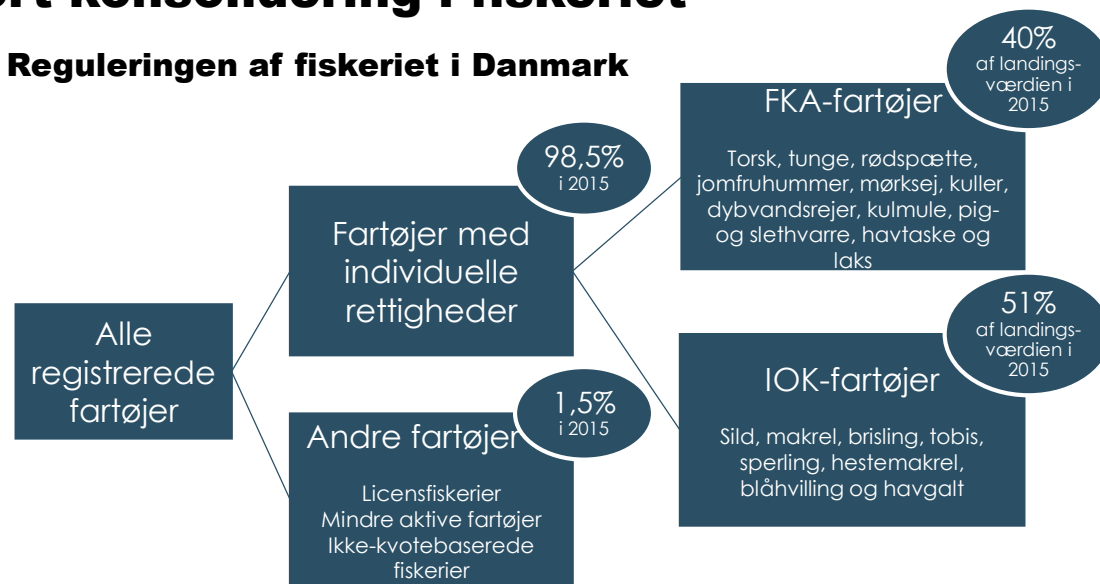 konsolidering i fiskeriet
Reguleringen af fiskeriet i Danmark
Alle
registrerede
fartøjer
98,5%
i 2015
Fartøjer med
individuelle
rettigheder
1,5%
i 2015
Andre fartøjer
Licensfiskerier
Mindre aktive fartøjer
Ikke-kvotebaserede
fiskerier
40%
af landings-
værdien i
2015
FKA-fartøjer
Torsk, tunge, rødspætte,
jomfruhummer, mørksej, kuller,
dybvandsrejer, kulmule, pig-
og slethvarre, havtaske og
laks
51%
af landings-
værdien i
2015
IOK-fartøjer
Sild, makrel, brisling, tobis,
sperling, hestemakrel,
blåhvilling og havgalt